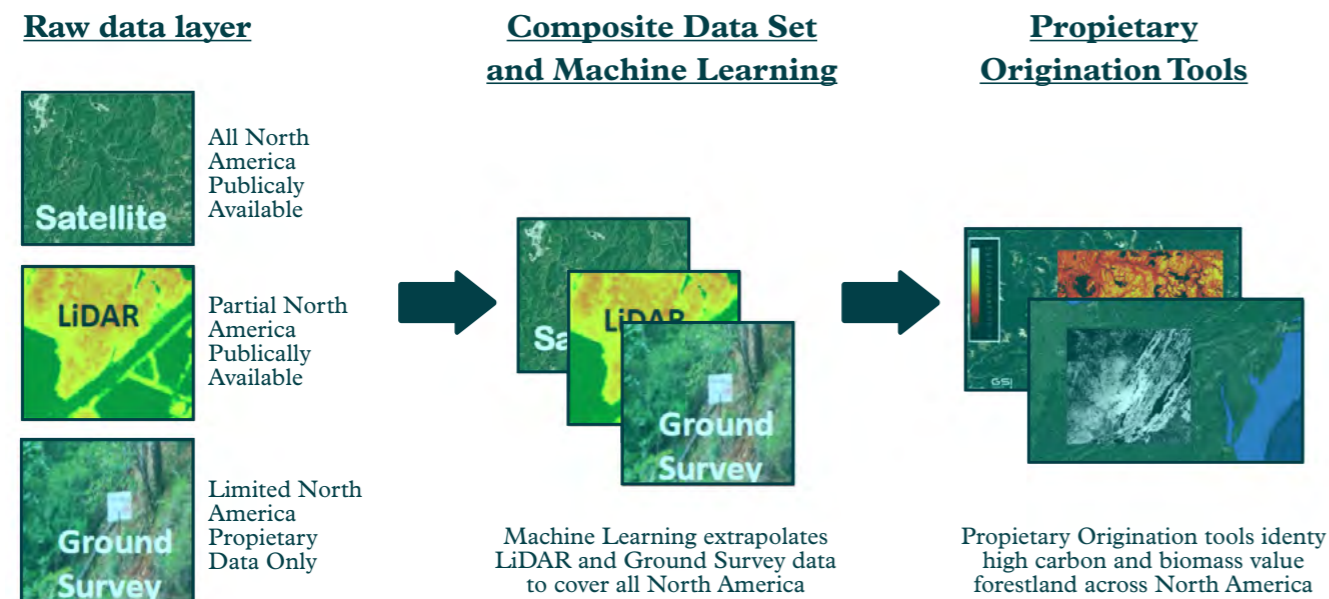 Raw data layer
Satellite
All North
America
Publicaly
Available
LiDAR
Partial North
America
Publically
Available
Ground
Survey
Limited North
America
Propietary
Data Only
Composite Data Set
and Machine Learning
Sa
LiDAR
Ground
Survey
Machine Learning extrapolates
LiDAR and Ground Survey data
to cover all North America
Propietary
Origination Tools
GSI
Propietary Origination tools identy
high carbon and biomass value
forestland across North America